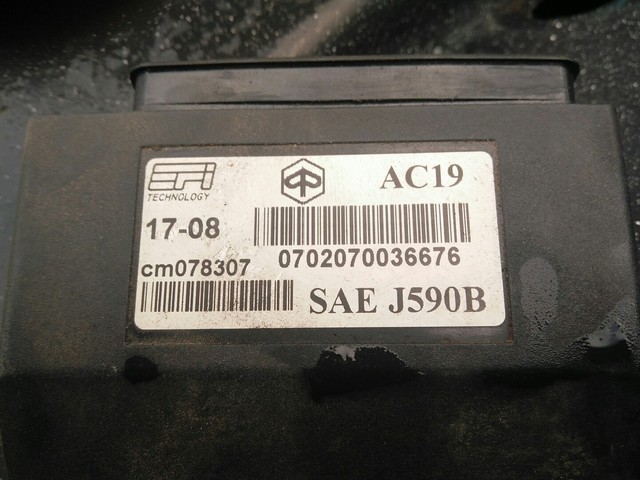 EFI AC19
TECHNOLOGY
17-08
cm078307 0702070036676
SAE J590B